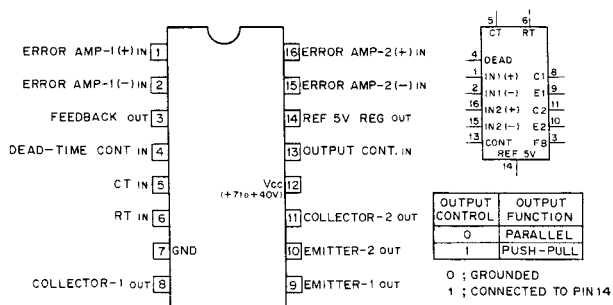 ERROR AMP-1(+) IN 1
ERROR AMP-1(-) IN 2
FEEDBACK OUT 3
DEAD-TIME CONT IN 4
CT IN 5
RT IN 6
7 GND
COLLECTOR-1 OUT 8
16 ERROR AMP-2(+) IN
15 ERROR AMP-2(-) IN
14 REF 5V REG OUT
13 OUTPUT CONT. IN
Vcc 12
(+7 to +40V)
11 COLLECTOR-2 OUT
10 EMITTER-2 OUT
9 EMITTER-1 OUT
5 6
CT RT
4 DEAD
1 IN1(+) C1 8
2 IN1(-) E1 9
16 IN2(+) C2 11
15 IN2(-) E2 10
13 CONT FB 3
REF 5V
14
OUTPUT CONTROL OUTPUT FUNCTION
0 PARALLEL
1 PUSH-PULL
0 ; GROUNDED
1 ; CONNECTED TO PIN 14